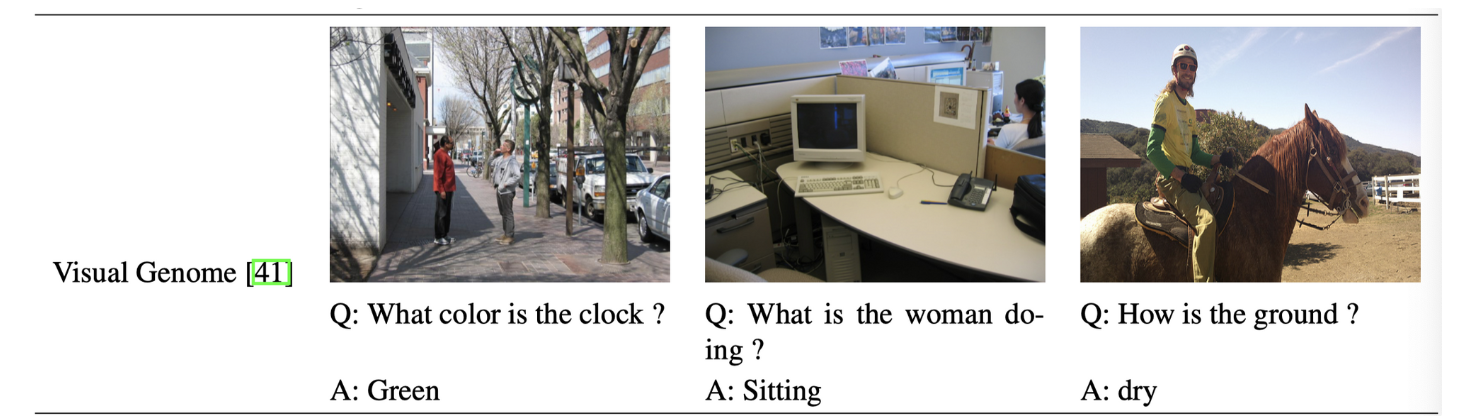 Visual Genome [41]
Q: What color is the clock ?
A: Green
Q: What is the woman do-
ing ?
A: Sitting
Q: How is the ground ?
A: dry